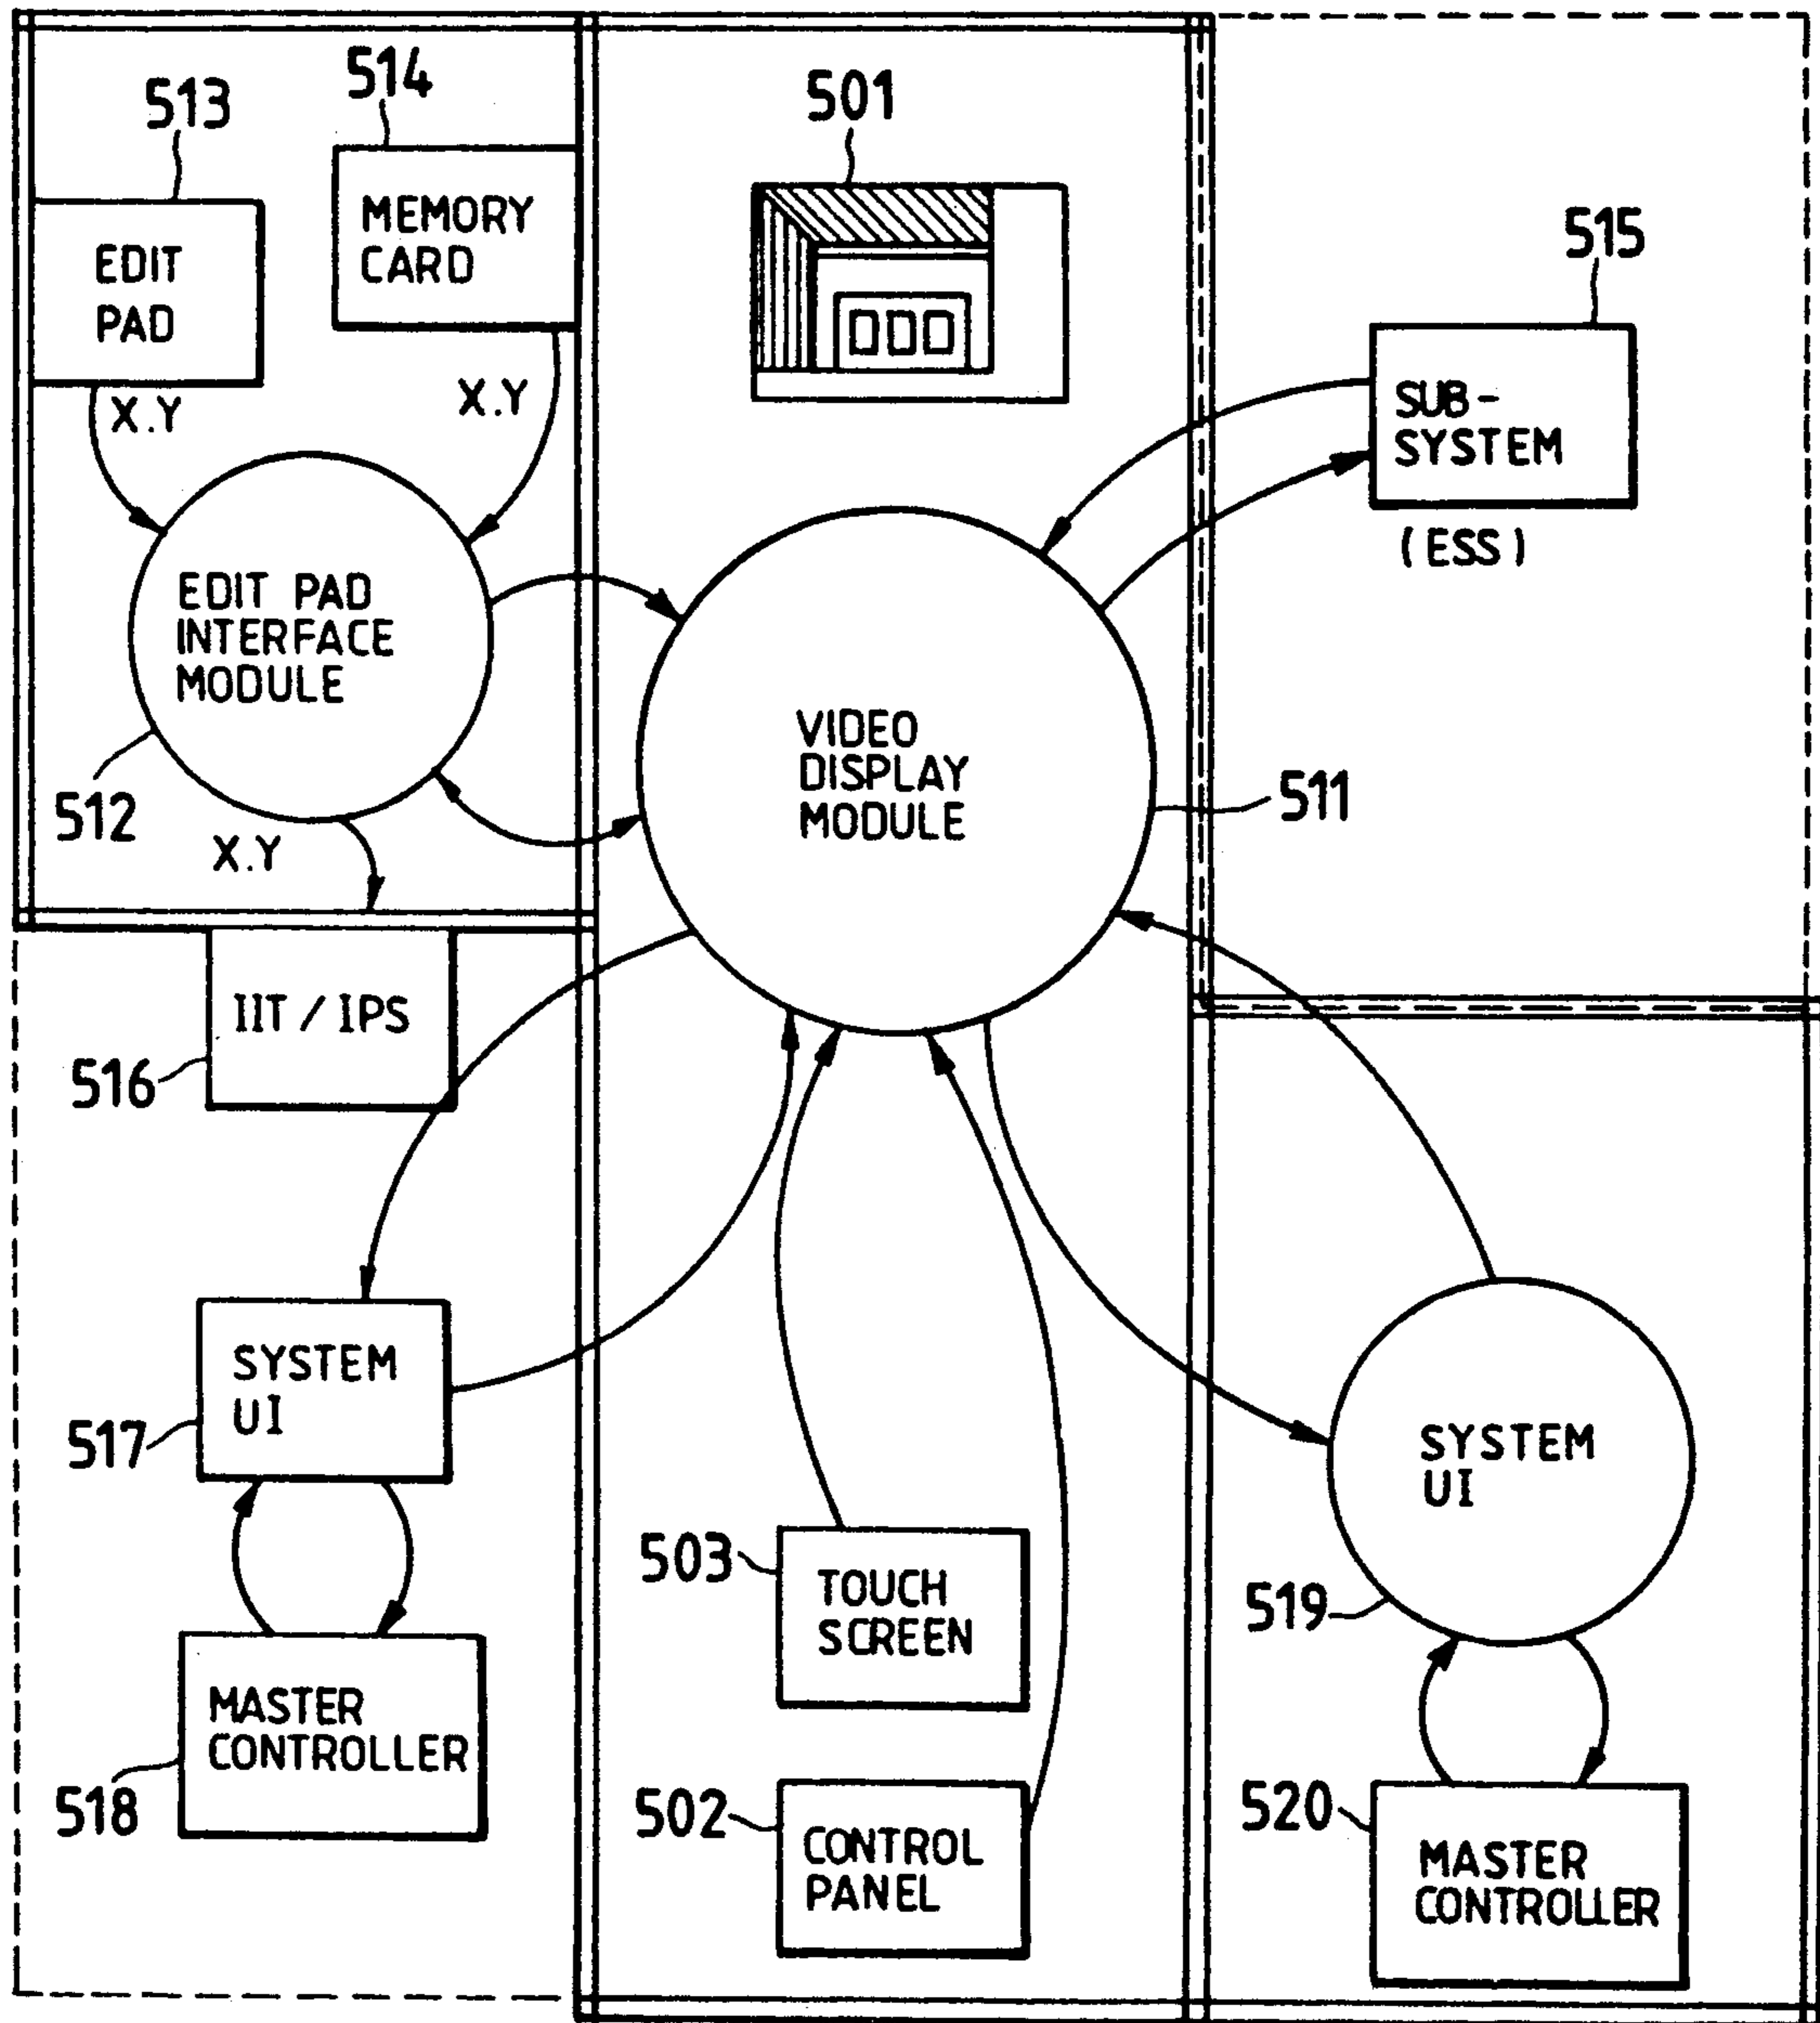 514
513
501
MEMORY
CARD
515
EDIT
PAD
X.Y
X.Y
SUB-
SYSTEM
(ESS)
EDIT PAD
INTERFACE
MODULE
VIDEO
DISPLAY
MODULE
511
512
X.Y
IIT / IPS
516
SYSTEM
UI
517
SYSTEM
UI
503
TOUCH
SCREEN
519
MASTER
CONTROLLER
518
502
CONTROL
PANEL
520
MASTER
CONTROLLER